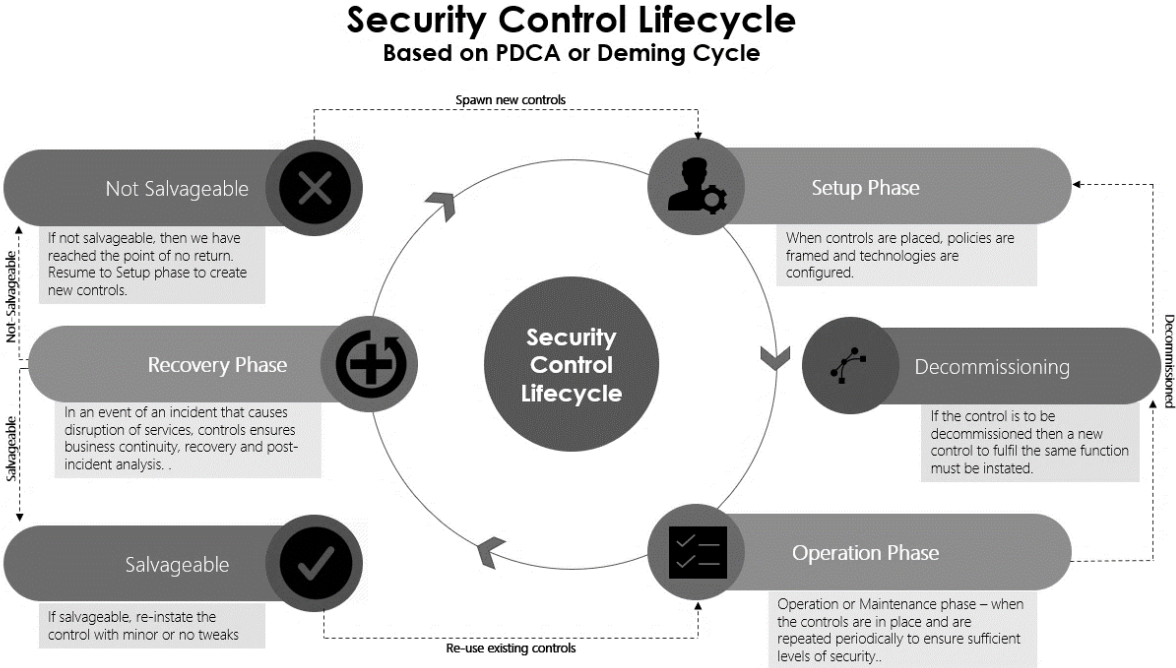 Security Control Lifecycle
Based on PDCA or Deming Cycle
Spawn new controls
Not Salvageable
If not salvageable, then we have
reached the point of no return.
Resume to Setup phase to create
new controls.
Setup Phase
When controls are placed, policies are
framed and technologies are
configured.
Not-Salvageable
Recovery Phase
In an event of an incident that causes
disruption of services, controls ensures
business continuity, recovery and post-
incident analysis. .
Security
Control
Lifecycle
Decommissioning
If the control is to be
decommissioned then a new
control to fulfil the same function
must be instated.
Decommissioned
Salvageable
Salvageable
If salvageable, re-instate the
control with minor or no tweaks
Operation Phase
Operation or Maintenance phase – when
the controls are in place and are
repeated periodically to ensure sufficient
levels of security..
Re-use existing controls